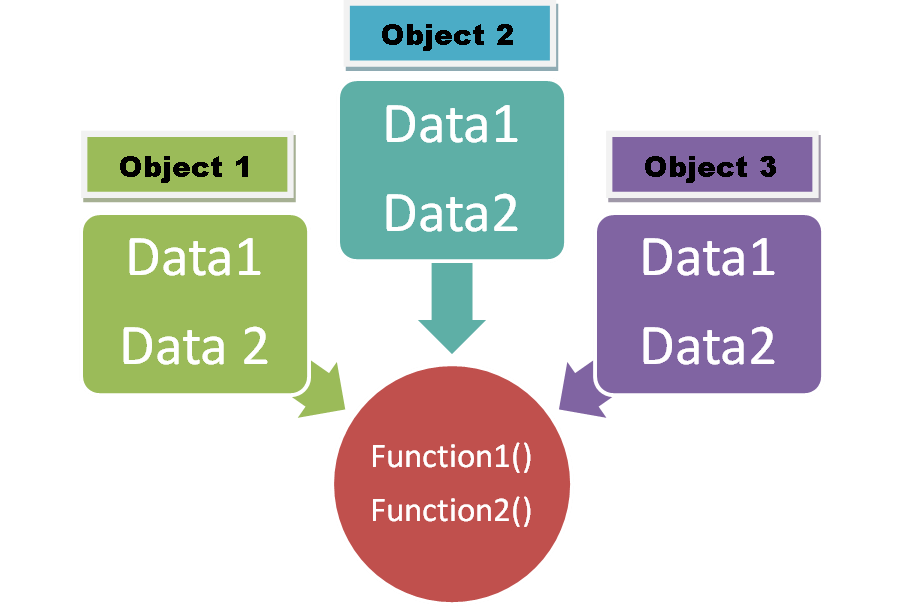 Object 2
Data1
Data2
Object 1
Data1
Data 2
Object 3
Data1
Data2
Function1()
Function2()